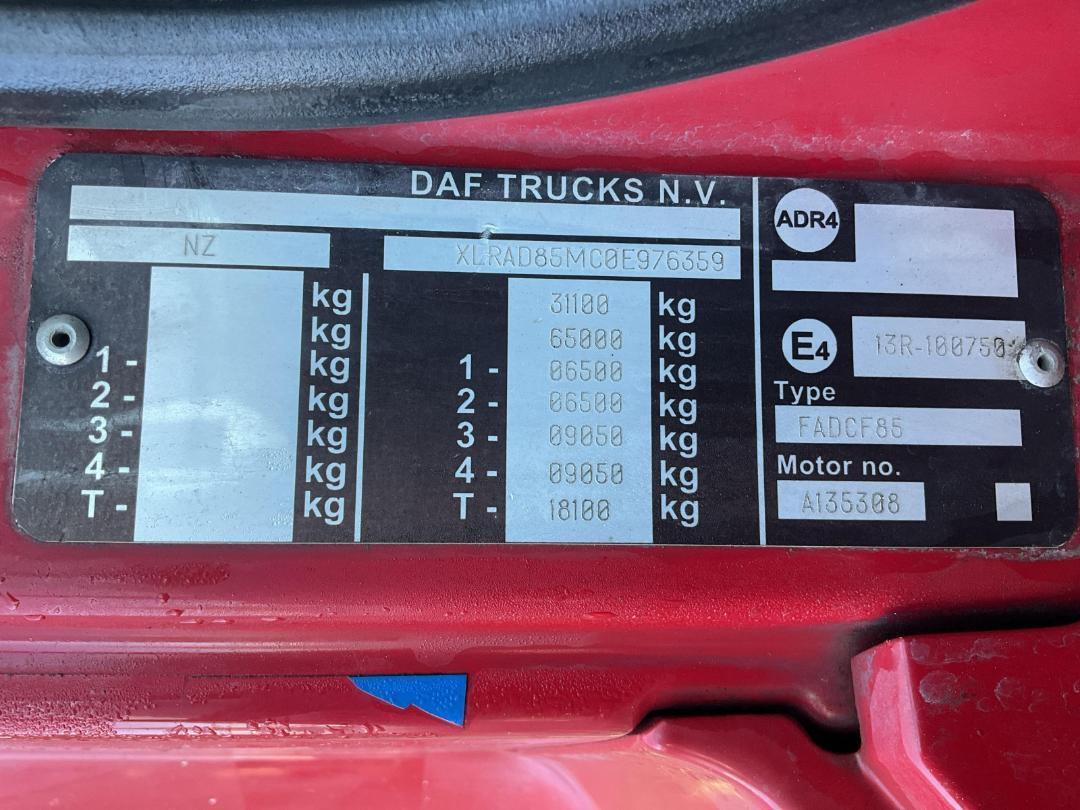 DAF TRUCKS N.V.
NZ
XLRAD85MC0E976359
kg 31100 kg
kg 65000 kg
1 - kg 1 - 06500 kg
2 - kg 2 - 06500 kg
3 - kg 3 - 09050 kg
4 - kg 4 - 09050 kg
T - kg T - 18100 kg
ADR4
E4 13R-100750
Type
FADCF85
Motor no.
A135308